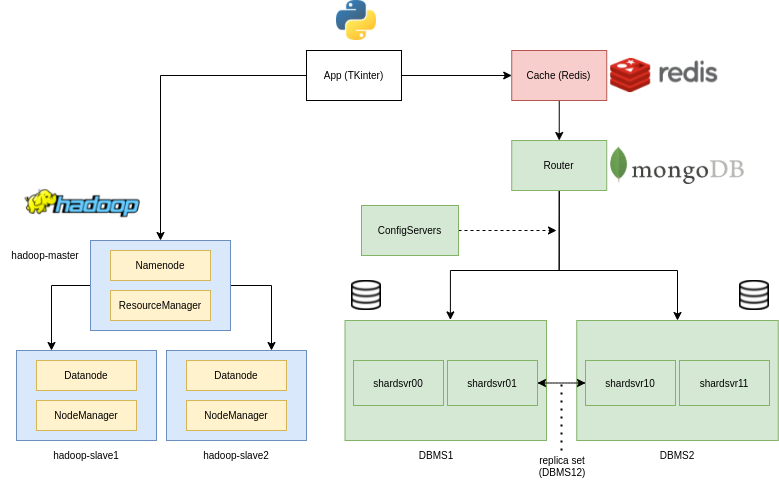 App (TKinter)
Cache (Redis)
redis
Router
mongoDB
hadoop
ConfigServers
hadoop-master
Namenode
ResourceManager
Datanode
NodeManager
hadoop-slave1
Datanode
NodeManager
hadoop-slave2
shardsvr00
shardsvr01
DBMS1
shardsvr10
shardsvr11
DBMS2
replica set
(DBMS12)